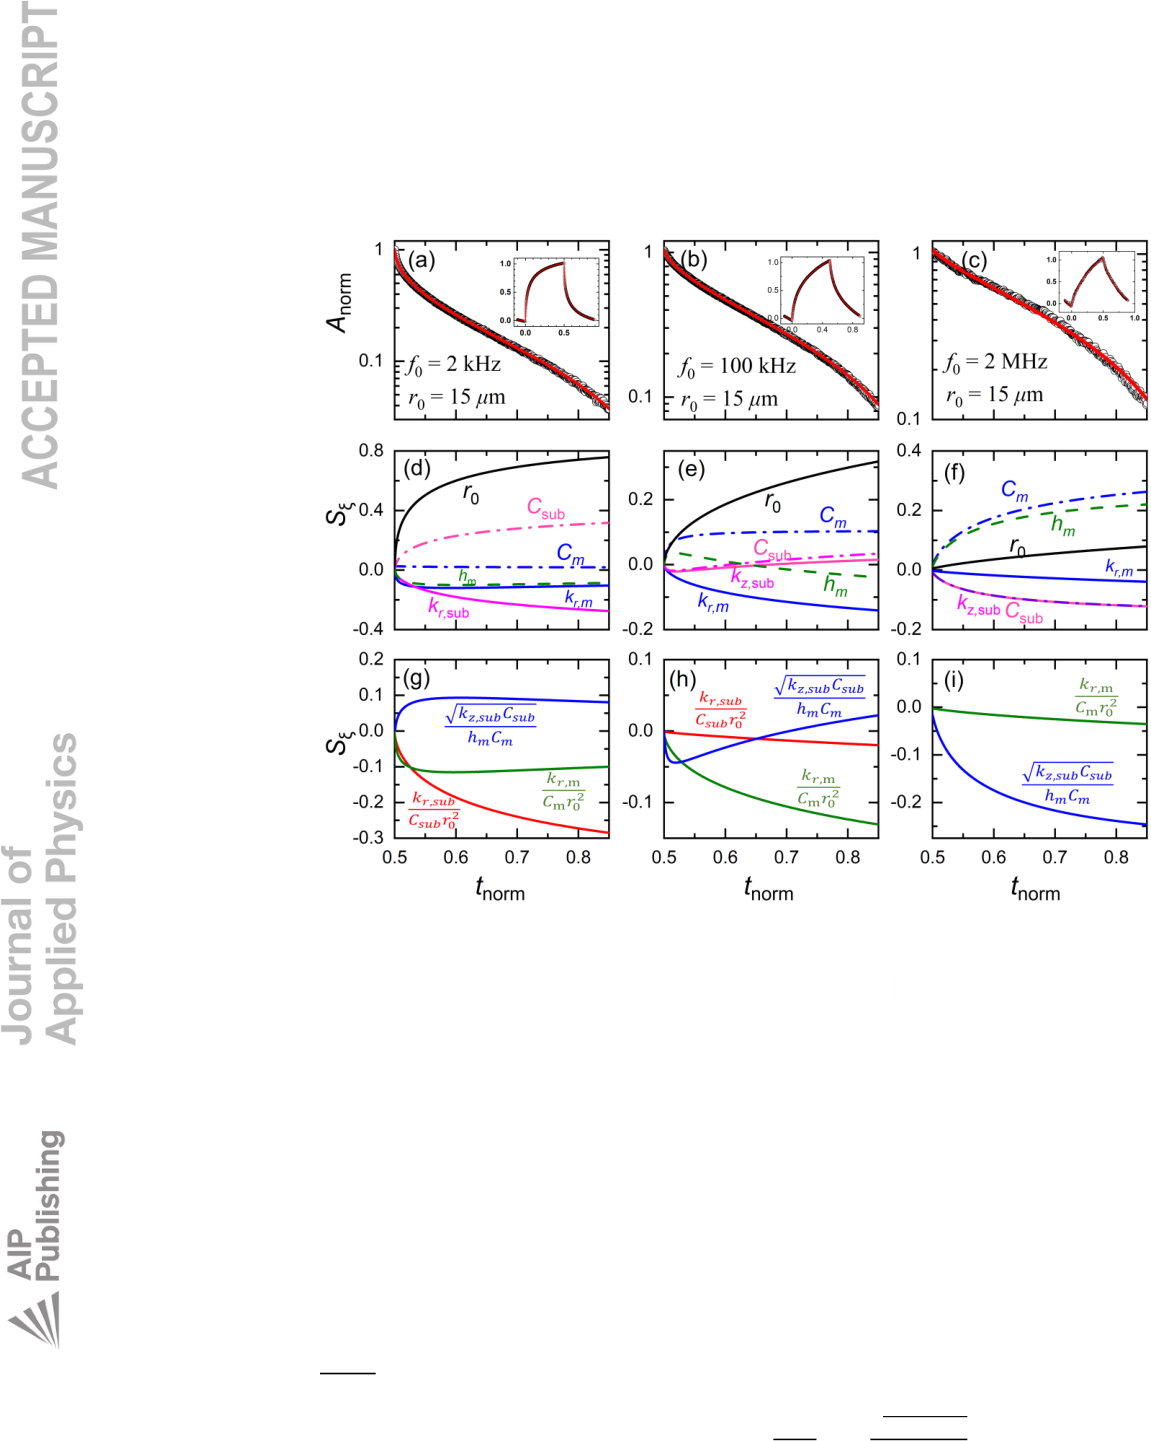 ACCEPTED MANUSCRIPT
Journal of
Applied Physics
AIP
Publishing
(a)
A_norm
1
0.1
f_0 = 2 kHz
r_0 = 15 μm
1.0
0.5
0.0
0.0 0.5
(b)
1
0.1
f_0 = 100 kHz
r_0 = 15 μm
1.0
0.5
0.0
0.0 0.4 0.8
(c)
1
0.1
f_0 = 2 MHz
r_0 = 15 μm
1.0
0.5
0.0
0.0 0.5 1.0
(d)
S_ξ
0.8
0.4
0.0
-0.4
r_0
C_sub
C_m
h_m
k_r,m
k_r,sub
(e)
0.2
0.0
-0.2
r_0
C_m
C_sub
k_z,sub
h_m
k_r,m
(f)
0.4
0.2
0.0
-0.2
C_m
h_m
r_0
k_r,m
k_z,sub C_sub
(g)
S_ξ
0.2
0.1
0.0
-0.1
-0.2
-0.3
√k_z,sub C_sub
h_m C_m
k_r,m
C_m r_0^2
k_r,sub
C_sub r_0^2
0.5 0.6 0.7 0.8
t_norm
(h)
0.1
0.0
-0.1
k_r,sub
C_sub r_0^2
√k_z,sub C_sub
h_m C_m
k_r,m
C_m r_0^2
0.5 0.6 0.7 0.8
t_norm
(i)
0.1
0.0
-0.1
-0.2
k_r,m
C_m r_0^2
√k_z,sub C_sub
h_m C_m
0.5 0.6 0.7 0.8
t_norm